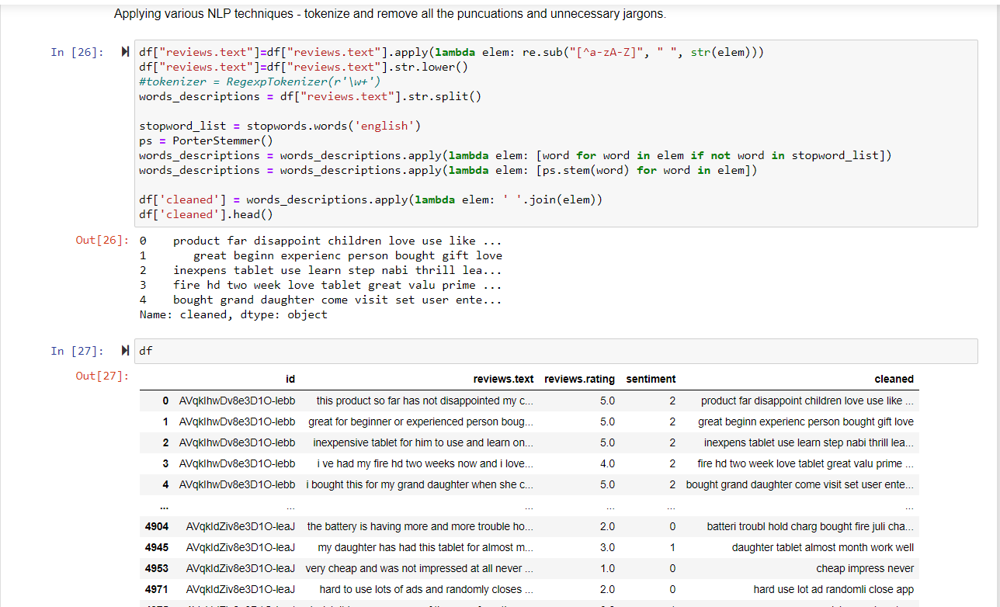 Applying various NLP techniques - tokenize and remove all the puncuations and unnecessary jargons.
In [26]:
df["reviews.text"]=df["reviews.text"].apply(lambda elem: re.sub("[^a-zA-Z]", " ", str(elem)))
df["reviews.text"]=df["reviews.text"].str.lower()
#tokenizer = RegexpTokenizer(r'\w+')
words_descriptions = df["reviews.text"].str.split()
stopword_list = stopwords.words('english')
ps = PorterStemmer()
words_descriptions = words_descriptions.apply(lambda elem: [word for word in elem if not word in stopword_list])
words_descriptions = words_descriptions.apply(lambda elem: [ps.stem(word) for word in elem])
df['cleaned'] = words_descriptions.apply(lambda elem: ' '.join(elem))
df['cleaned'].head()
Out[26]:
0 product far disappoint children love use like ...
1 great beginn experienc person bought gift love
2 inexpens tablet use learn step nabi thrill lea...
3 fire hd two week love tablet great valu prime ...
4 bought grand daughter come visit set user ente...
Name: cleaned, dtype: object
In [27]:
df
Out[27]:
id reviews.text reviews.rating sentiment cleaned
0 AVqkIhwDv8e3D1O-lebb this product so far has not disappointed my c... 5.0 2 product far disappoint children love use like ...
1 AVqkIhwDv8e3D1O-lebb great for beginner or experienced person boug... 5.0 2 great beginn experienc person bought gift love
2 AVqkIhwDv8e3D1O-lebb inexpensive tablet for him to use and learn on... 5.0 2 inexpens tablet use learn step nabi thrill lea...
3 AVqkIhwDv8e3D1O-lebb i ve had my fire hd two weeks now and i love... 4.0 2 fire hd two week love tablet great valu prime ...
4 AVqkIhwDv8e3D1O-lebb i bought this for my grand daughter when she c... 5.0 2 bought grand daughter come visit set user ente...
... ... ... ... ... ...
4904 AVqkIdZiv8e3D1O-leaJ the battery is having more and more trouble ho... 2.0 0 batteri troubl hold charg bought fire juli cha...
4945 AVqkIdZiv8e3D1O-leaJ my daughter has had this tablet for almost m... 3.0 1 daughter tablet almost month work well
4953 AVqkIdZiv8e3D1O-leaJ very cheap and was not impressed at all never ... 1.0 0 cheap impress never
4971 AVqkIdZiv8e3D1O-leaJ hard to use lots of ads and randomly closes ... 2.0 0 hard use lot ad randomli close app